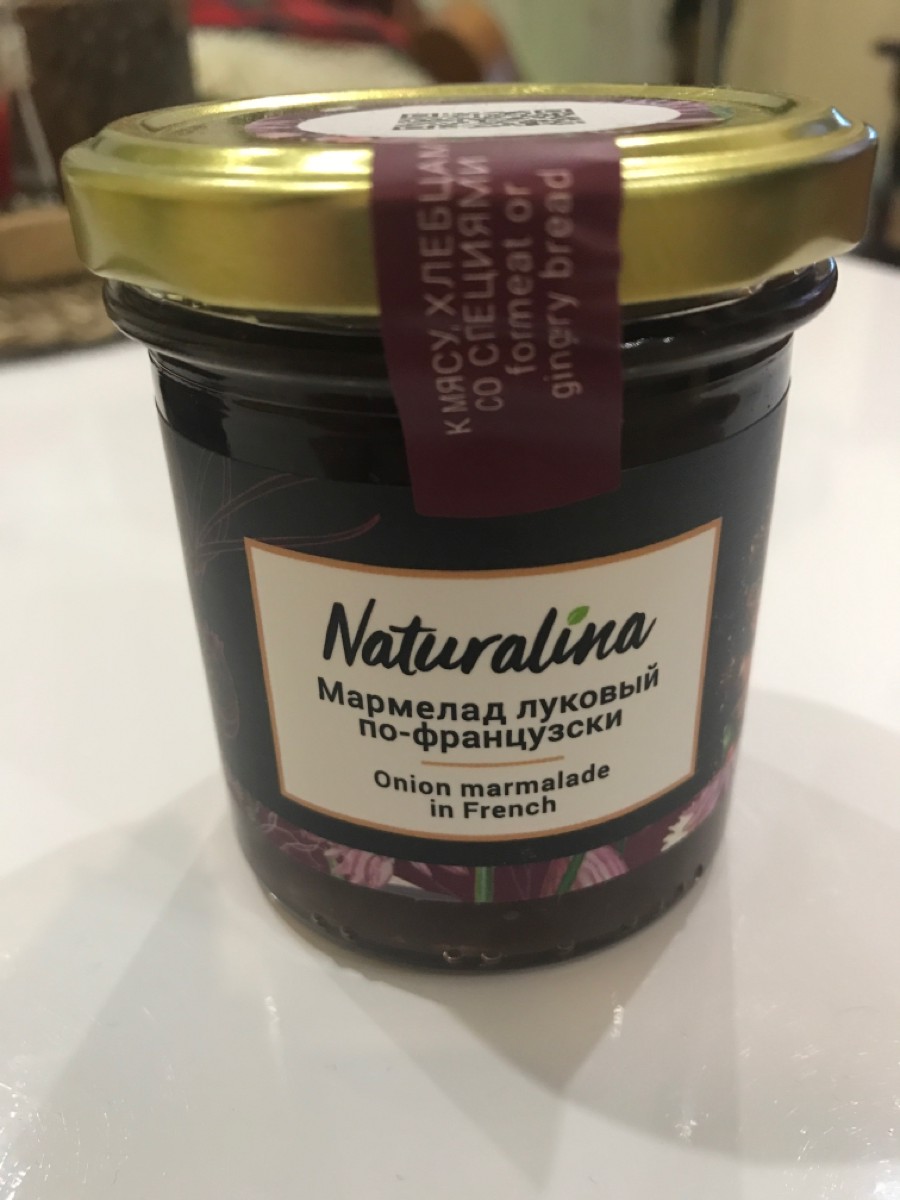 К МЯСУ, ХЛЕБЦАМ
СО СПЕЦИЯМИ
formeat or
gingry bread
Naturalina
Мармелад луковый
по-французски
Onion marmalade
in French